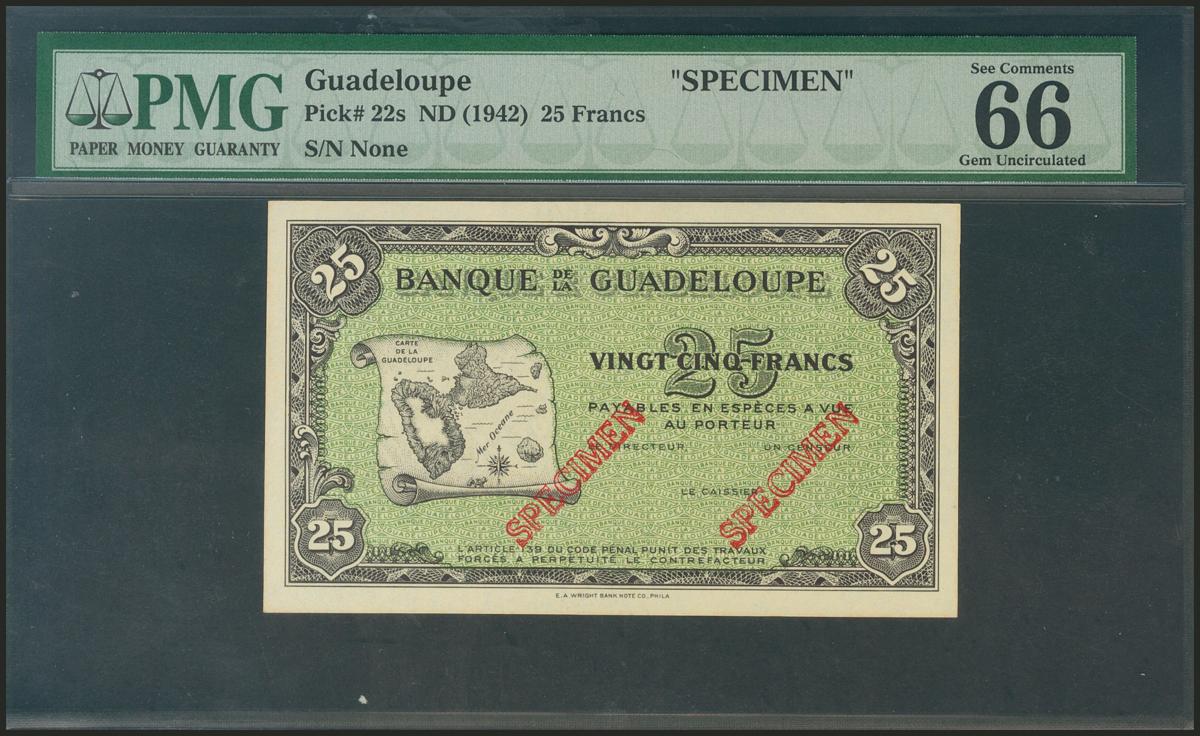 PMG
PAPER MONEY GUARANTY
Guadeloupe
"SPECIMEN"
Pick# 22s ND (1942) 25 Francs
S/N None
See Comments
66
Gem Uncirculated
25
25
BANQUE DE LA GUADELOUPE
CARTE
DE LA
GUADELOUPE
Mer Oceane
25
VINGT-CINQ-FRANCS
PAYABLES EN ESPÈCES A VUE
AU PORTEUR
LE DIRECTEUR UN CENSEUR
LE CAISSIER
SPECIMEN
SPECIMEN
25
25
L'ARTICLE 139 DU CODE PENAL PUNIT DES TRAVAUX
FORCÉS A PERPETUITE LE CONTREFACTEUR
E. A. WRIGHT BANK NOTE CO., PHILA